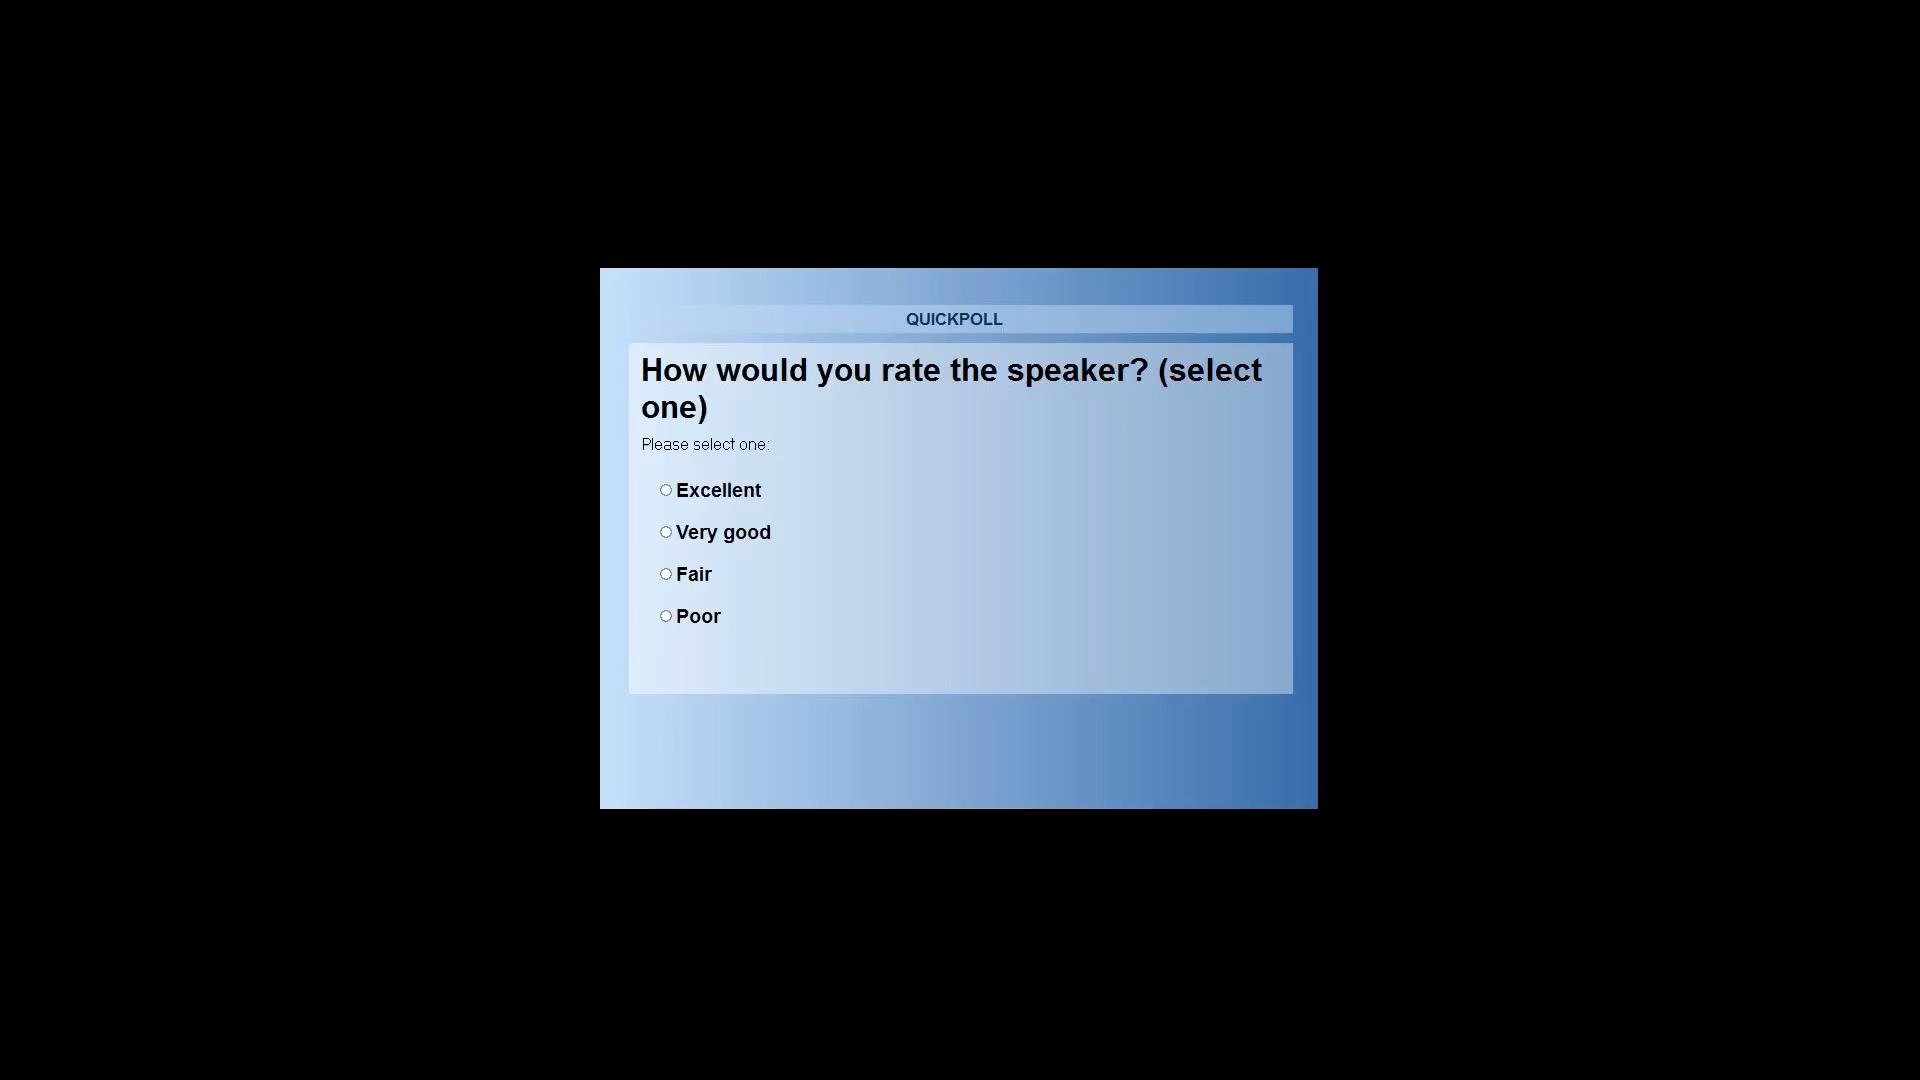 QUICKPOLL
How would you rate the speaker? (select
one)
Please select one:
Excellent
Very good
Fair
Poor